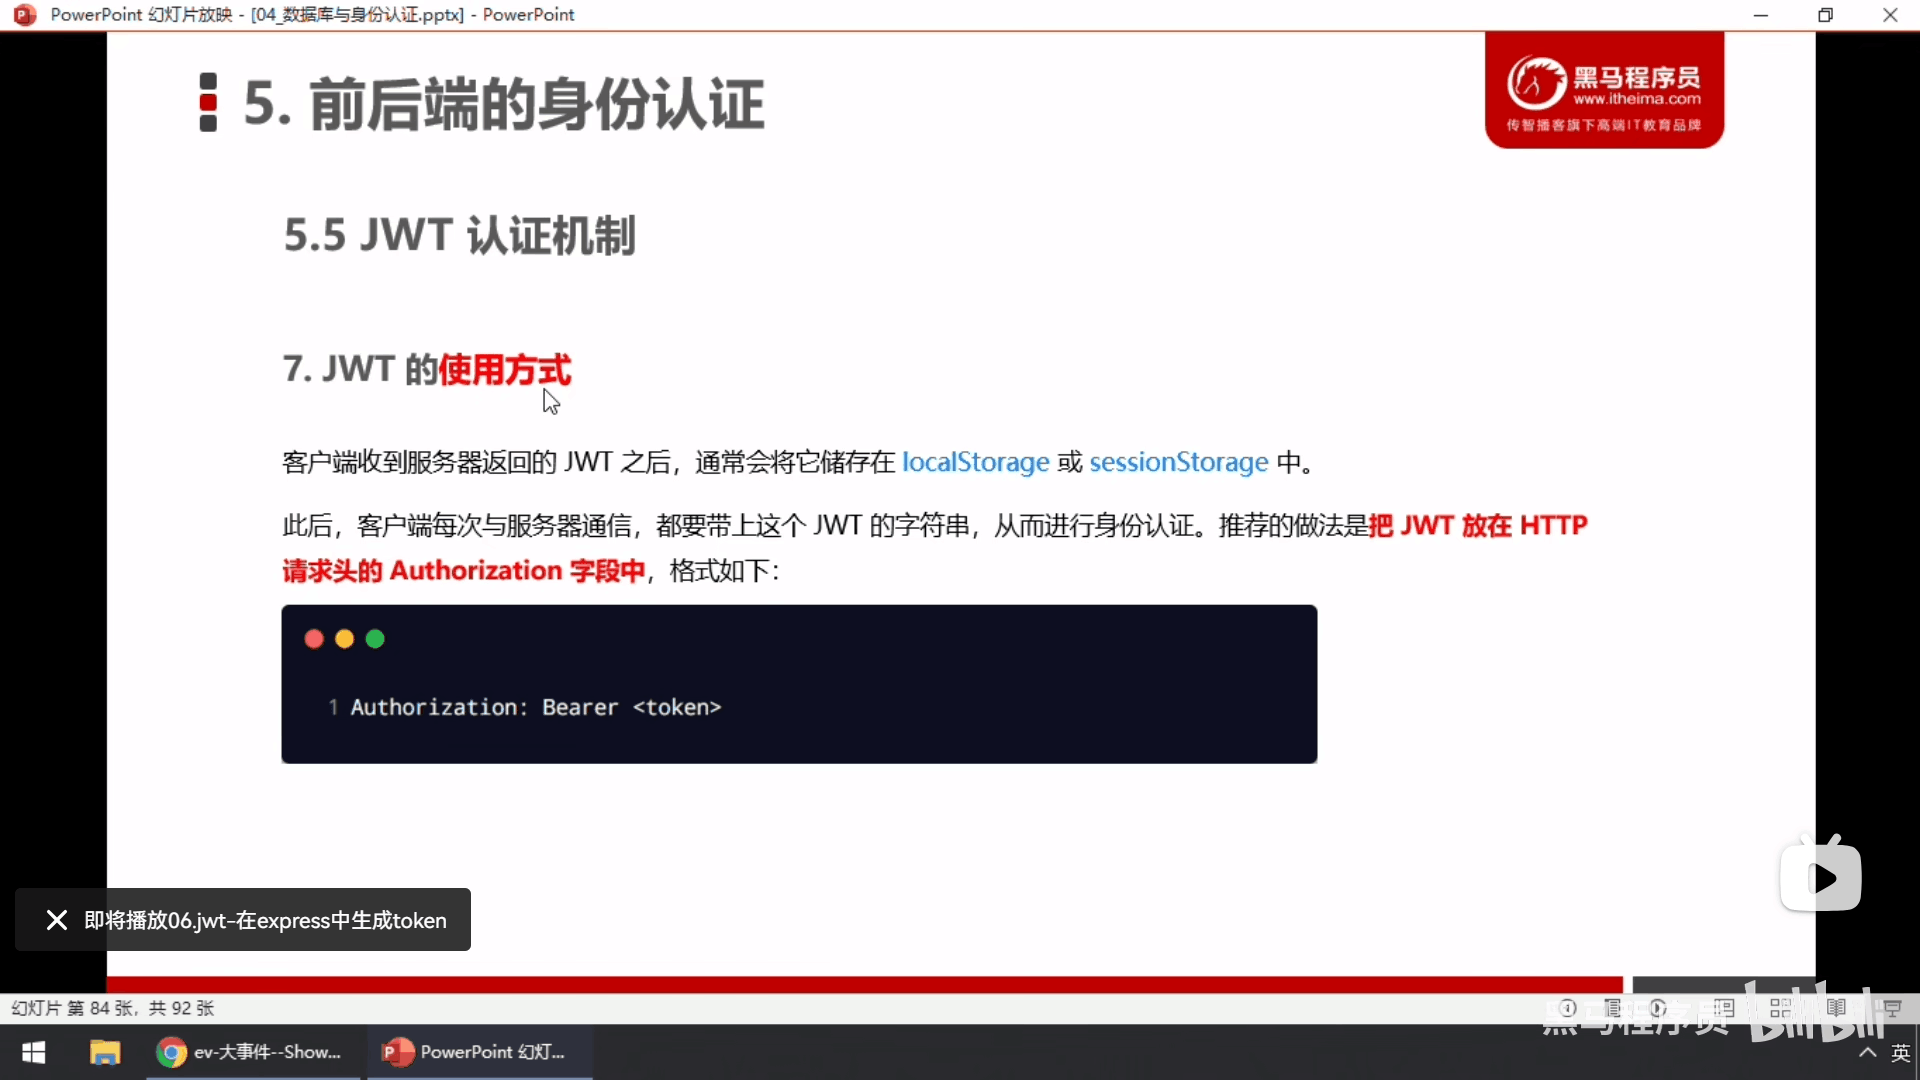 PowerPoint 幻灯片放映 - [04_数据库与身份认证.pptx] - PowerPoint
5. 前后端的身份认证
黑马程序员
www.itheima.com
传智播客旗下高端IT教育品牌
5.5 JWT 认证机制
7. JWT 的使用方式
客户端收到服务器返回的 JWT 之后，通常会将它储存在 localStorage 或 sessionStorage 中。
此后，客户端每次与服务器通信，都要带上这个 JWT 的字符串，从而进行身份认证。推荐的做法是把 JWT 放在 HTTP
请求头的 Authorization 字段中，格式如下：
1 Authorization: Bearer <token>
即将播放06.jwt-在express中生成token
幻灯片 第 84 张，共 92 张
黑马程序员 bilibili
ev-大事件--Show...
PowerPoint 幻灯...
英